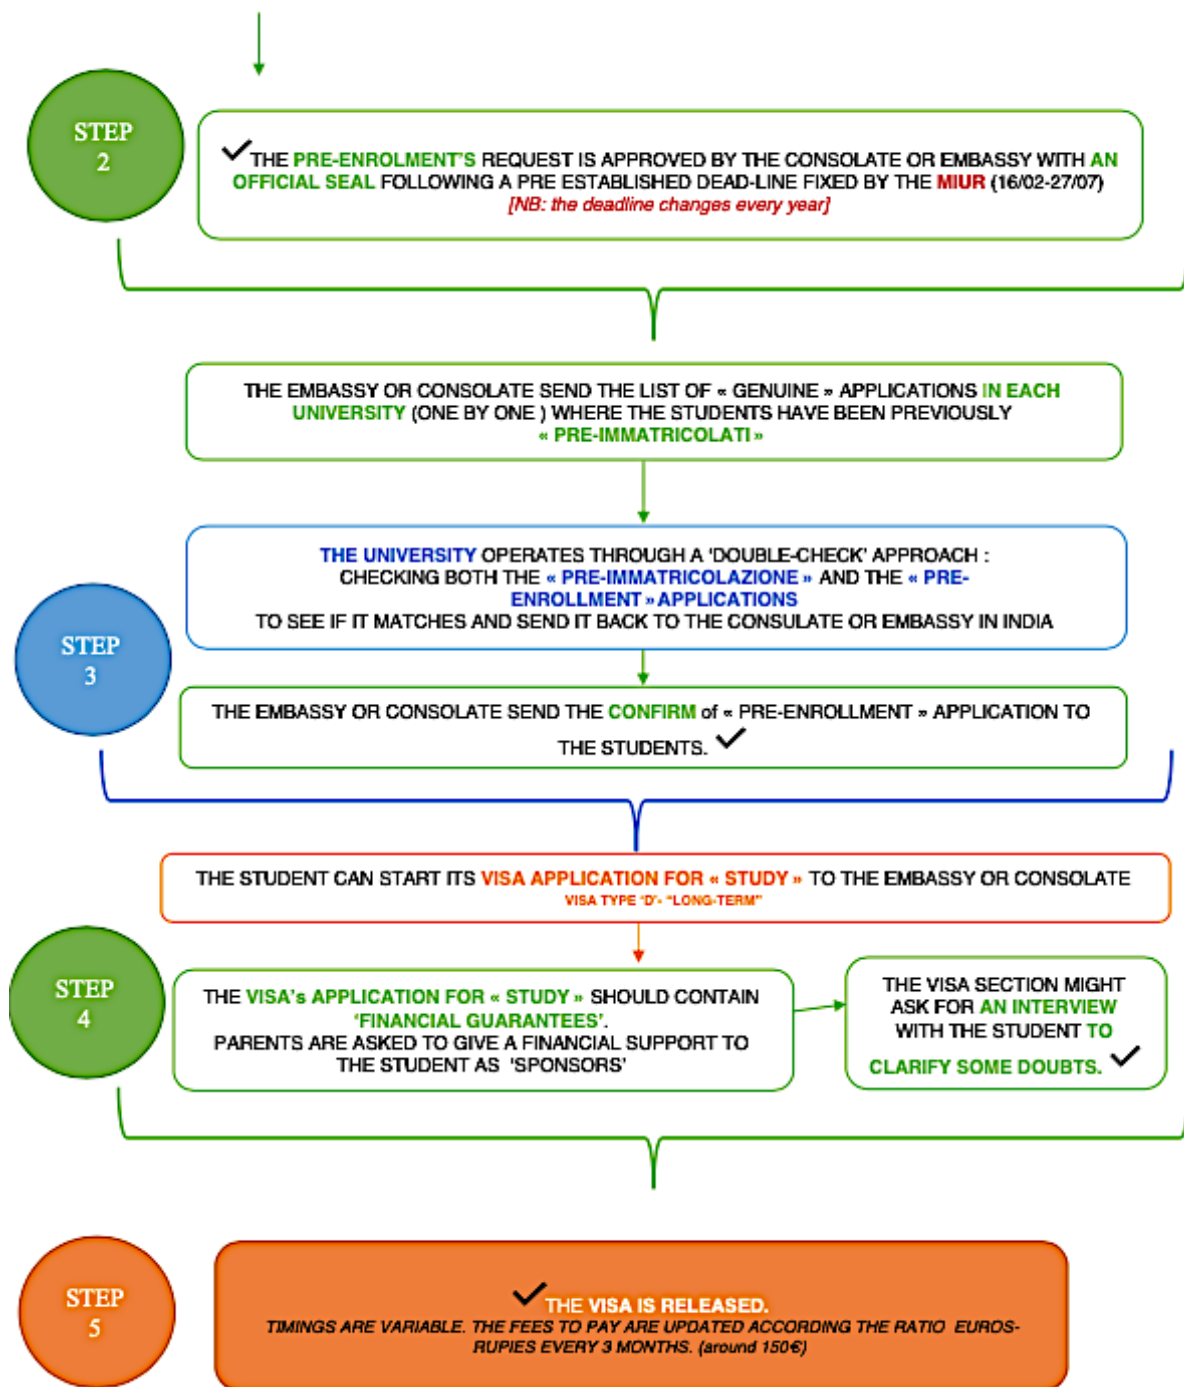 STEP
2
THE PRE-ENROLMENT'S REQUEST IS APPROVED BY THE CONSOLATE OR EMBASSY WITH AN
OFFICIAL SEAL FOLLOWING A PRE ESTABLISHED DEAD-LINE FIXED BY THE MIUR (16/02-27/07)
[NB: the deadline changes every year]
THE EMBASSY OR CONSOLATE SEND THE LIST OF « GENUINE » APPLICATIONS IN EACH
UNIVERSITY (ONE BY ONE ) WHERE THE STUDENTS HAVE BEEN PREVIOUSLY
« PRE-IMMATRICOLATI »
STEP
3
THE UNIVERSITY OPERATES THROUGH A 'DOUBLE-CHECK' APPROACH :
CHECKING BOTH THE « PRE-IMMATRICOLAZIONE » AND THE « PRE-
ENROLLMENT » APPLICATIONS
TO SEE IF IT MATCHES AND SEND IT BACK TO THE CONSULATE OR EMBASSY IN INDIA
THE EMBASSY OR CONSOLATE SEND THE CONFIRM of « PRE-ENROLLMENT » APPLICATION TO
THE STUDENTS.
THE STUDENT CAN START ITS VISA APPLICATION FOR « STUDY » TO THE EMBASSY OR CONSOLATE
VISA TYPE 'D'- "LONG-TERM"
STEP
4
THE VISA's APPLICATION FOR « STUDY » SHOULD CONTAIN
'FINANCIAL GUARANTEES'.
PARENTS ARE ASKED TO GIVE A FINANCIAL SUPPORT TO
THE STUDENT AS 'SPONSORS'
THE VISA SECTION MIGHT
ASK FOR AN INTERVIEW
WITH THE STUDENT TO
CLARIFY SOME DOUBTS.
STEP
5
THE VISA IS RELEASED.
TIMINGS ARE VARIABLE. THE FEES TO PAY ARE UPDATED ACCORDING THE RATIO EUROS-
RUPIES EVERY 3 MONTHS. (around 150€)